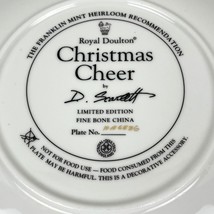 THE FRANKLIN MINT HEIRLOOM RECOMMENDATION
Royal Doulton®
Christmas
Cheer
by
D.
LIMITED EDITION
FINE BONE CHINA
Plate No.
NOT FOR FOOD USE — FOOD CONSUMED FROM THIS
PLATE MAY BE HARMFUL. THIS IS A DECORATIVE ACCESSORY.